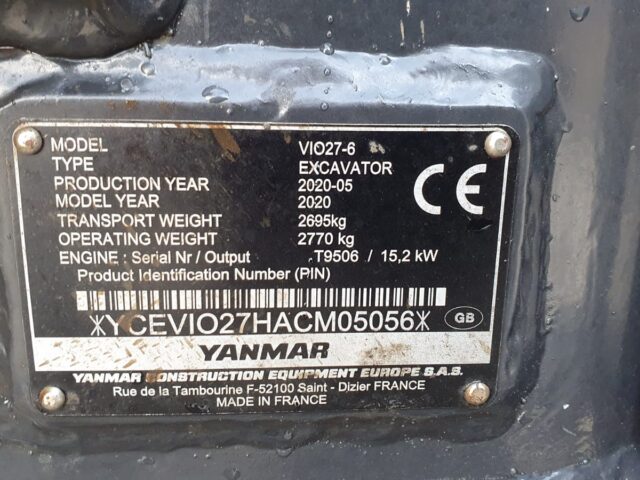 MODEL VIO27-6
TYPE EXCAVATOR
PRODUCTION YEAR 2020-05
MODEL YEAR 2020
TRANSPORT WEIGHT 2695kg
OPERATING WEIGHT 2770 kg
ENGINE : Serial Nr / Output T9506 / 15,2 kW
Product Identification Number (PIN)
CE
*YCEVIO27HACM05056*
GB
YANMAR
YANMAR CONSTRUCTION EQUIPMENT EUROPE S.A.S.
Rue de la Tambourine F-52100 Saint - Dizier FRANCE
MADE IN FRANCE